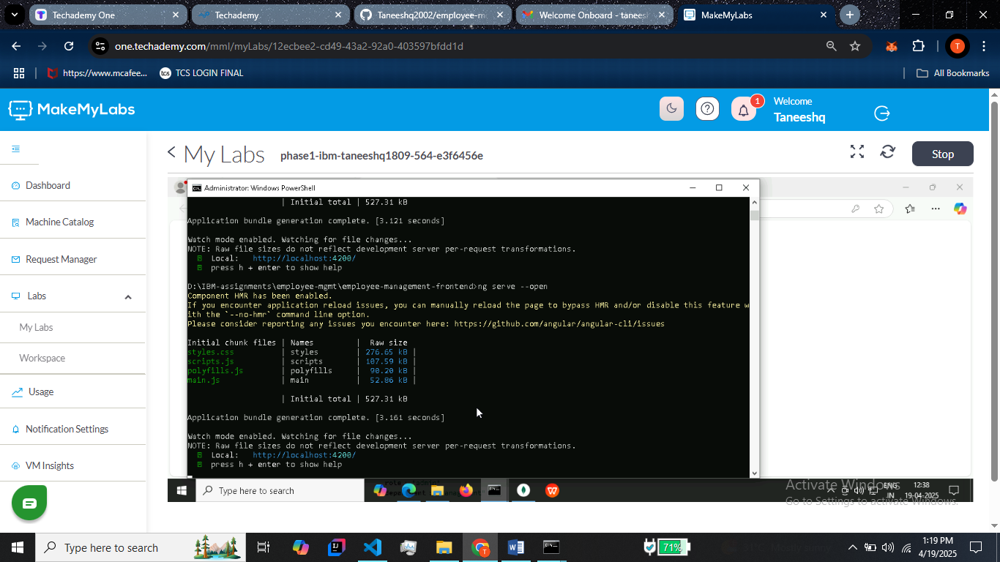 Techademy One
Techademy
Taneeshq2002/employee-m
Welcome Onboard - taneesh
MakeMyLabs
one.techademy.com/mml/myLabs/12ecbee2-cd49-43a2-92a0-403597bfdd1d
T
https://www.mcafee...
tcs
TCS LOGIN FINAL
All Bookmarks
MakeMyLabs
1
Welcome
Taneeshq
My Labs
phase1-ibm-taneeshq1809-564-e3f6456e
Stop
Dashboard
Machine Catalog
Request Manager
Labs
My Labs
Workspace
Usage
Notification Settings
VM Insights
Administrator: Windows PowerShell
| Initial total | 527.31 kB
Application bundle generation complete. [3.121 seconds]
Watch mode enabled. Watching for file changes...
NOTE: Raw file sizes do not reflect development server per-request transformations.
Local: http://localhost:4200/
press h + enter to show help
D:\IBM-assignments\employee-mgmt\employee-management-frontend>ng serve --open
Component HMR has been enabled.
If you encounter application reload issues, you can manually reload the page to bypass HMR and/or disable this feature w
ith the `--no-hmr` command line option.
Please consider reporting any issues you encounter here: https://github.com/angular/angular-cli/issues
Initial chunk files | Names | Raw size
styles.css | styles | 276.65 kB |
scripts.js | scripts | 107.59 kB |
polyfills.js | polyfills | 90.20 kB |
main.js | main | 52.86 kB |
| Initial total | 527.31 kB
Application bundle generation complete. [3.161 seconds]
Watch mode enabled. Watching for file changes...
NOTE: Raw file sizes do not reflect development server per-request transformations.
Local: http://localhost:4200/
press h + enter to show help
Type here to search
Activate Windows
Go to Settings to activate Windows.
ENG
IN
12:38
19-04-2025
Type here to search
71%
1:19 PM
4/19/2025